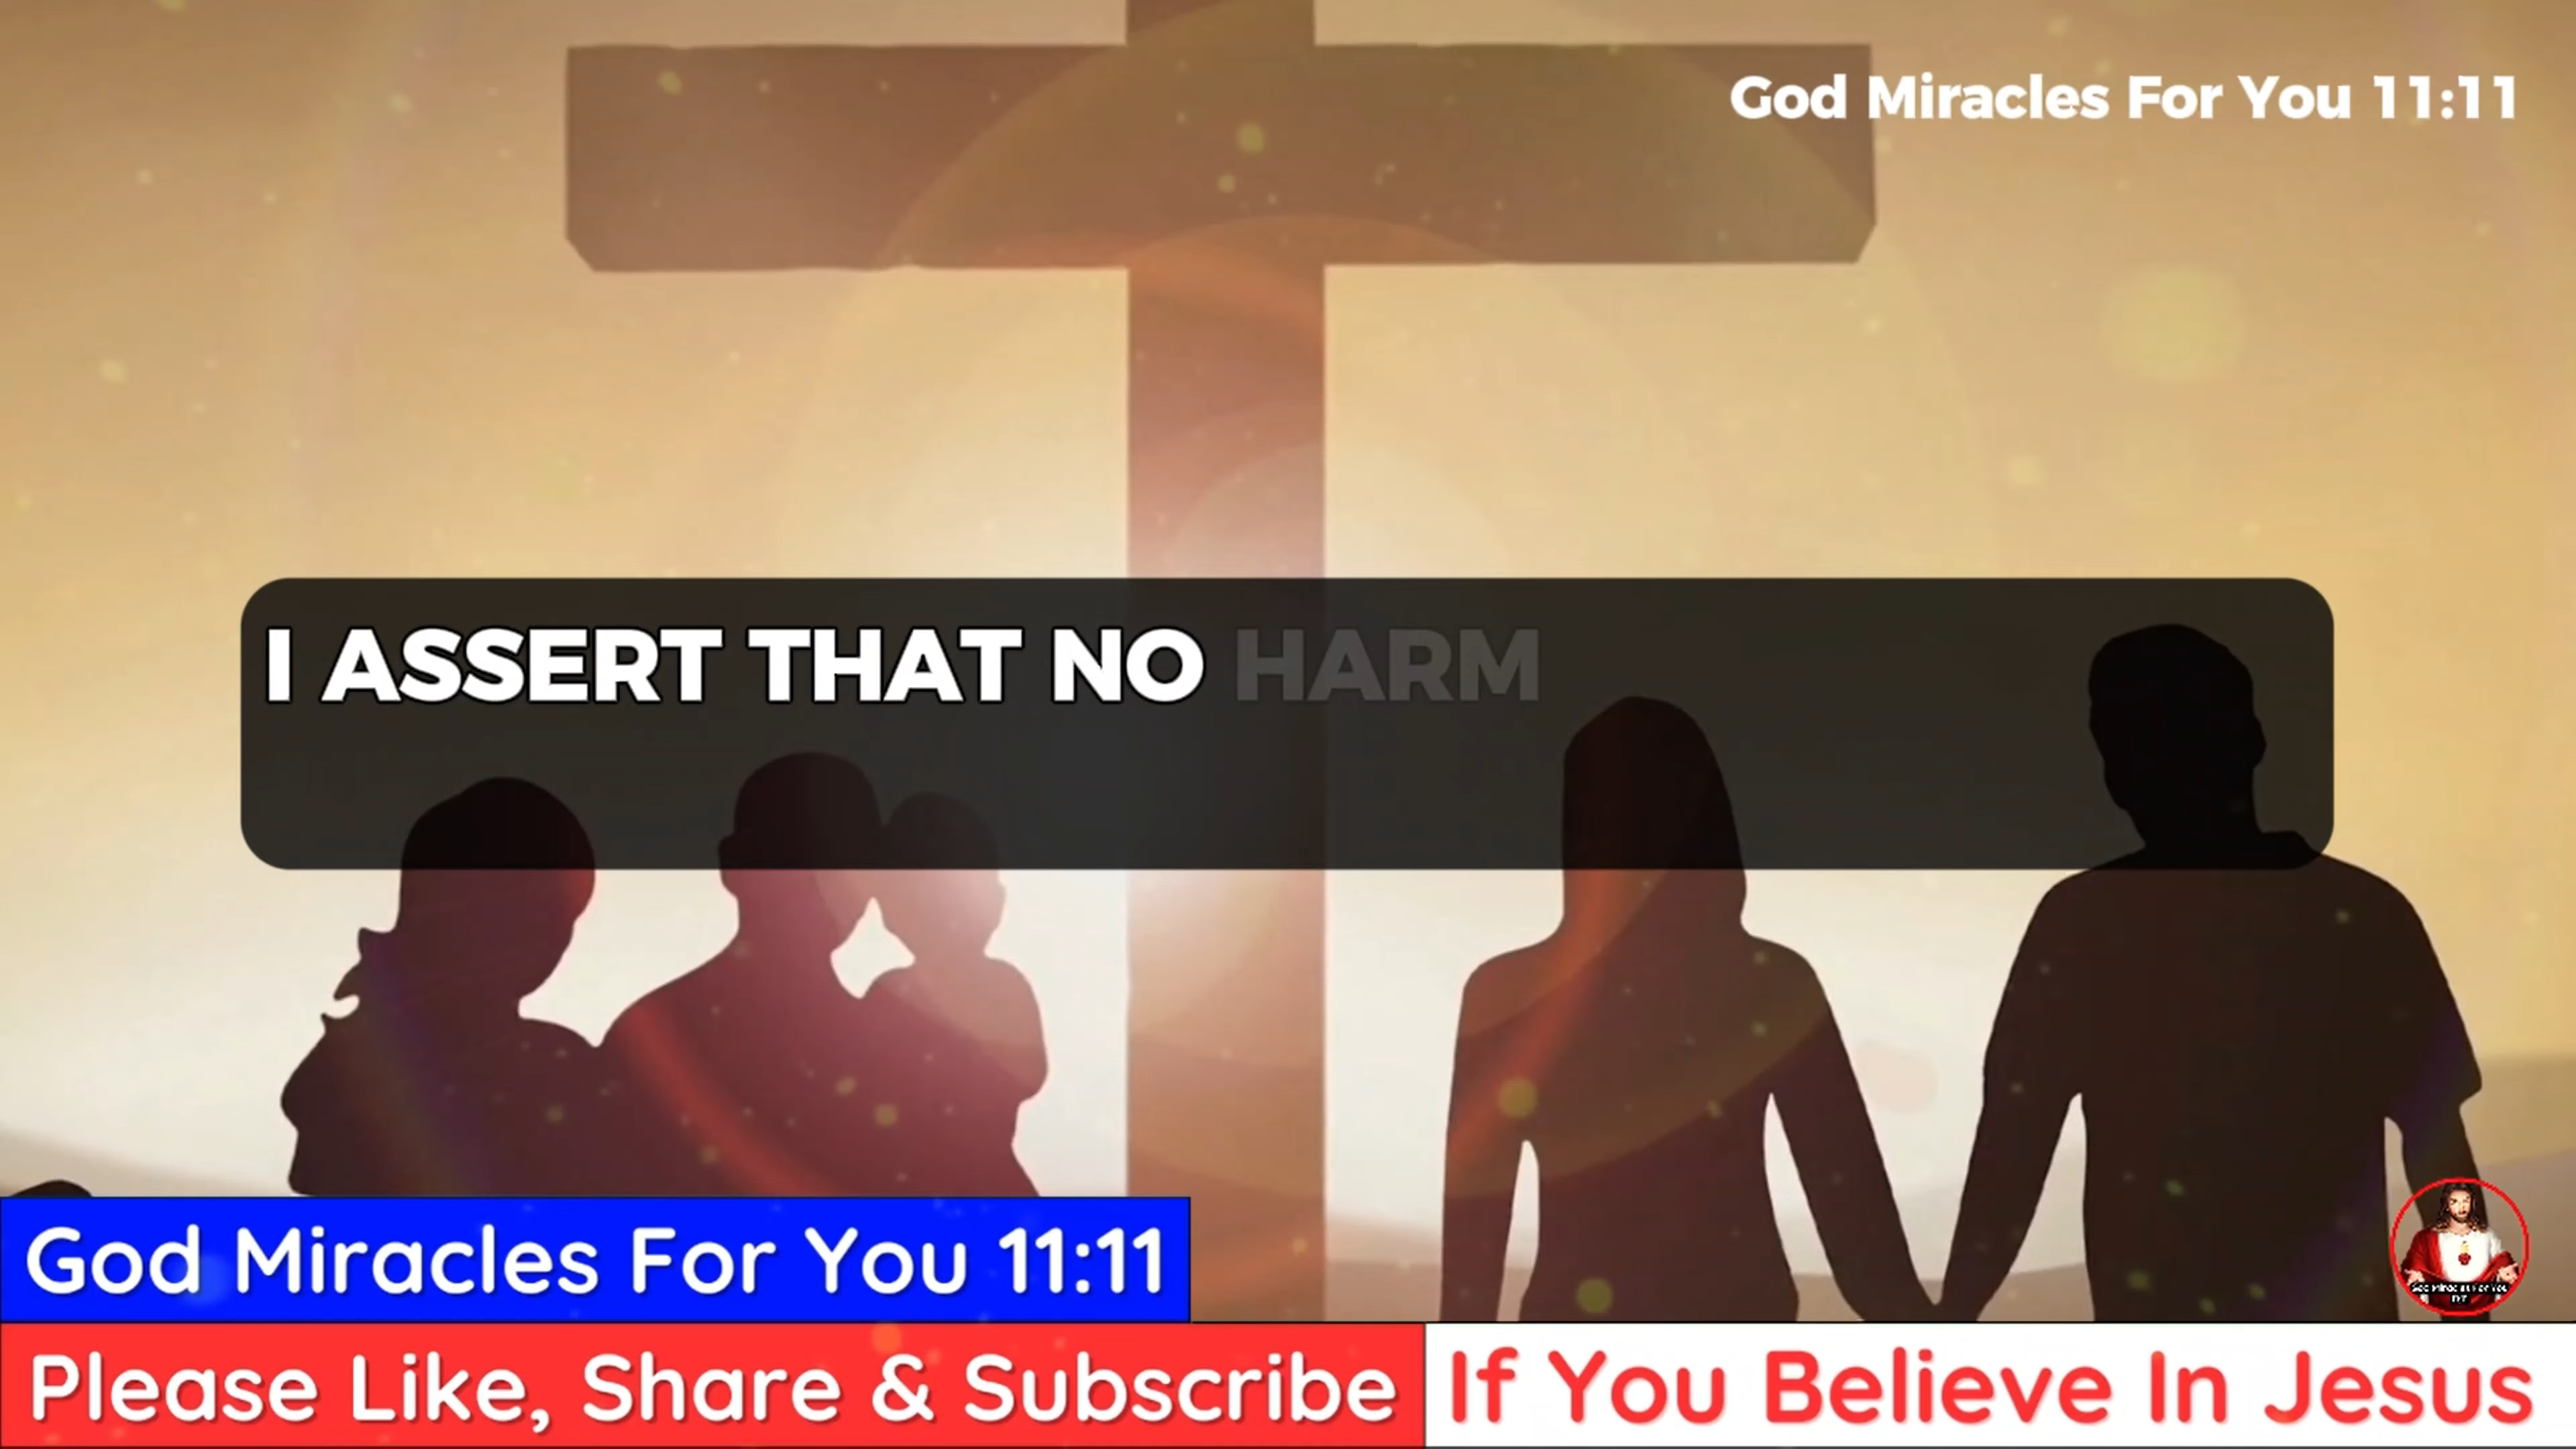 God Miracles For You 11:11
I ASSERT THAT NO HARM
God Miracles For You 11:11
Please Like, Share & Subscribe
If You Believe In Jesus